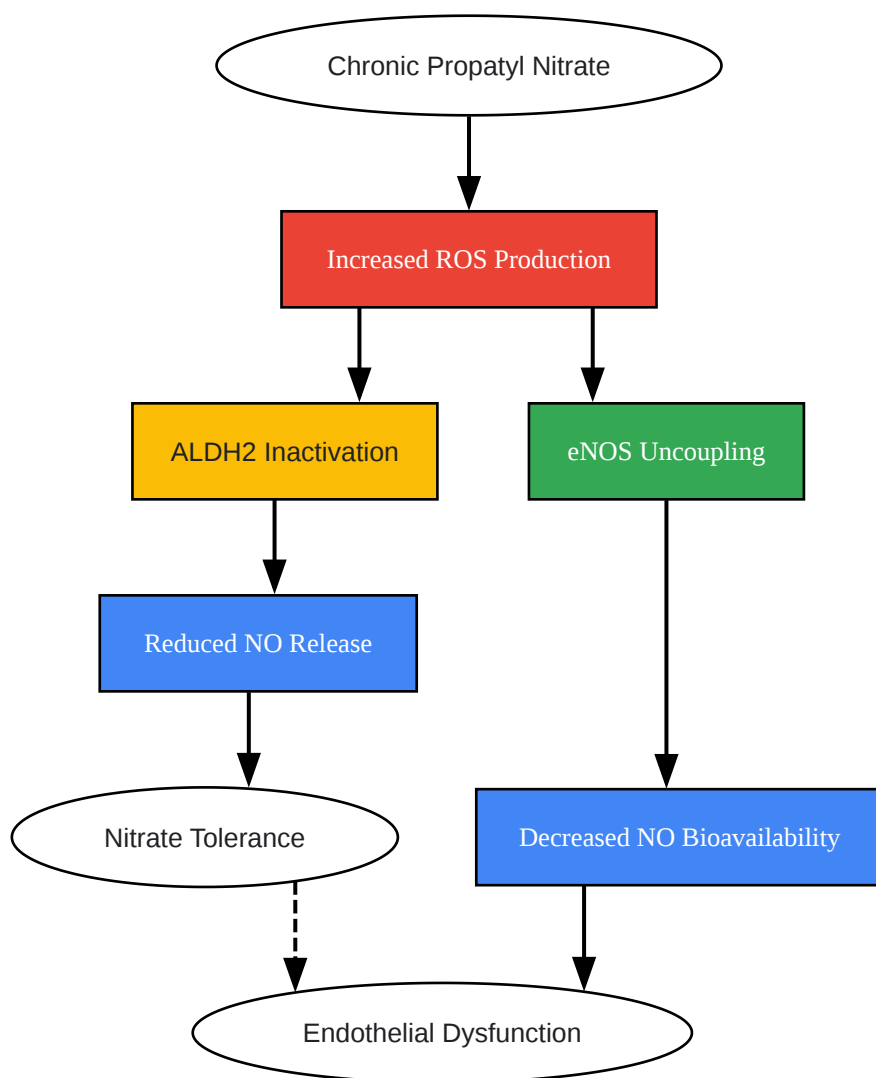 Chronic Propatyl Nitrate
Increased ROS Production
ALDH2 Inactivation
eNOS Uncoupling
Reduced NO Release
Nitrate Tolerance
Decreased NO Bioavailability
Endothelial Dysfunction